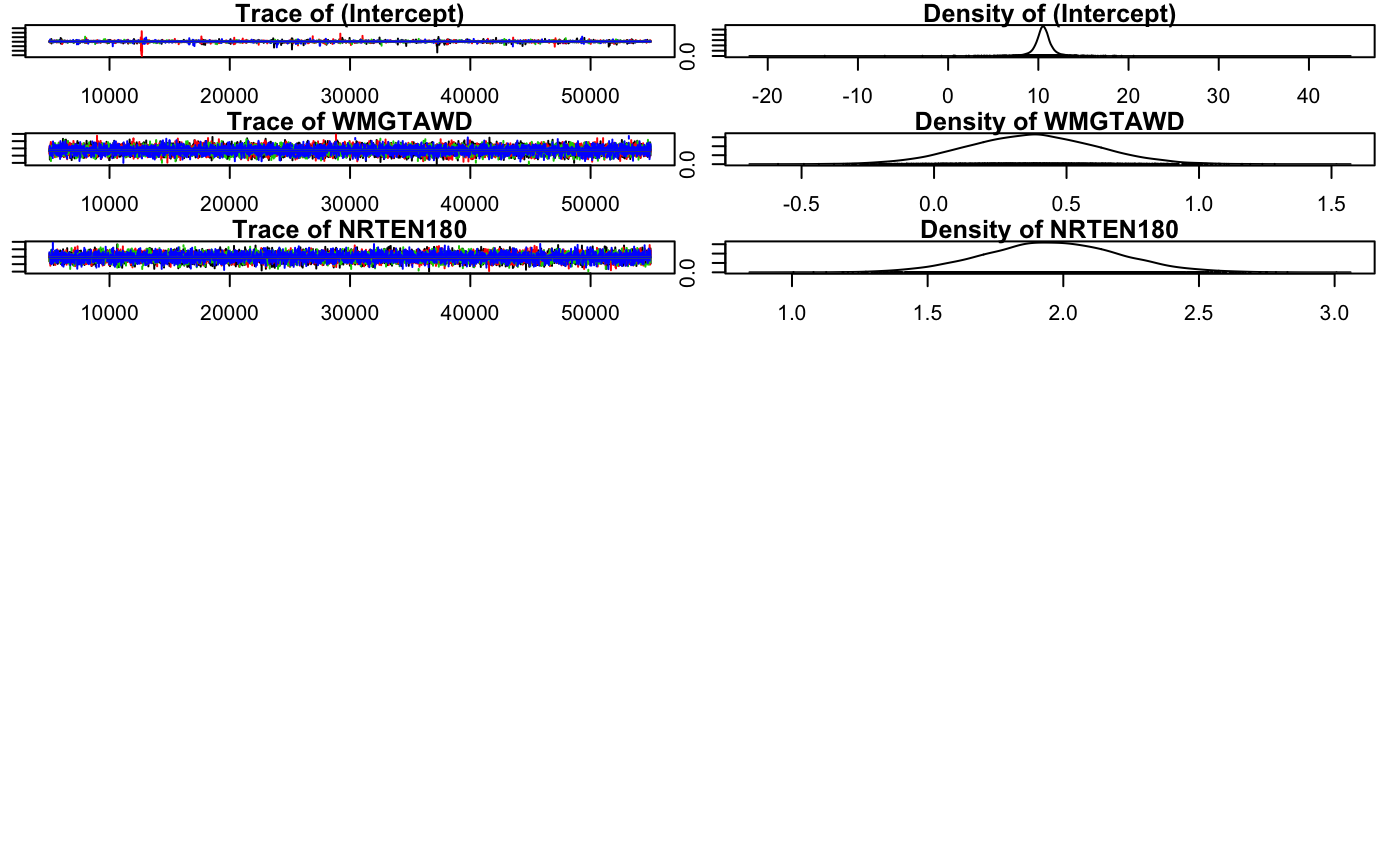 Trace of (Intercept)
10000 20000 30000 40000 50000
Density of (Intercept)
0.0
-20 -10 0 10 20 30 40
Trace of WMGTAWD
10000 20000 30000 40000 50000
Density of WMGTAWD
0.0
-0.5 0.0 0.5 1.0 1.5
Trace of NRTEN180
10000 20000 30000 40000 50000
Density of NRTEN180
0.0
1.0 1.5 2.0 2.5 3.0